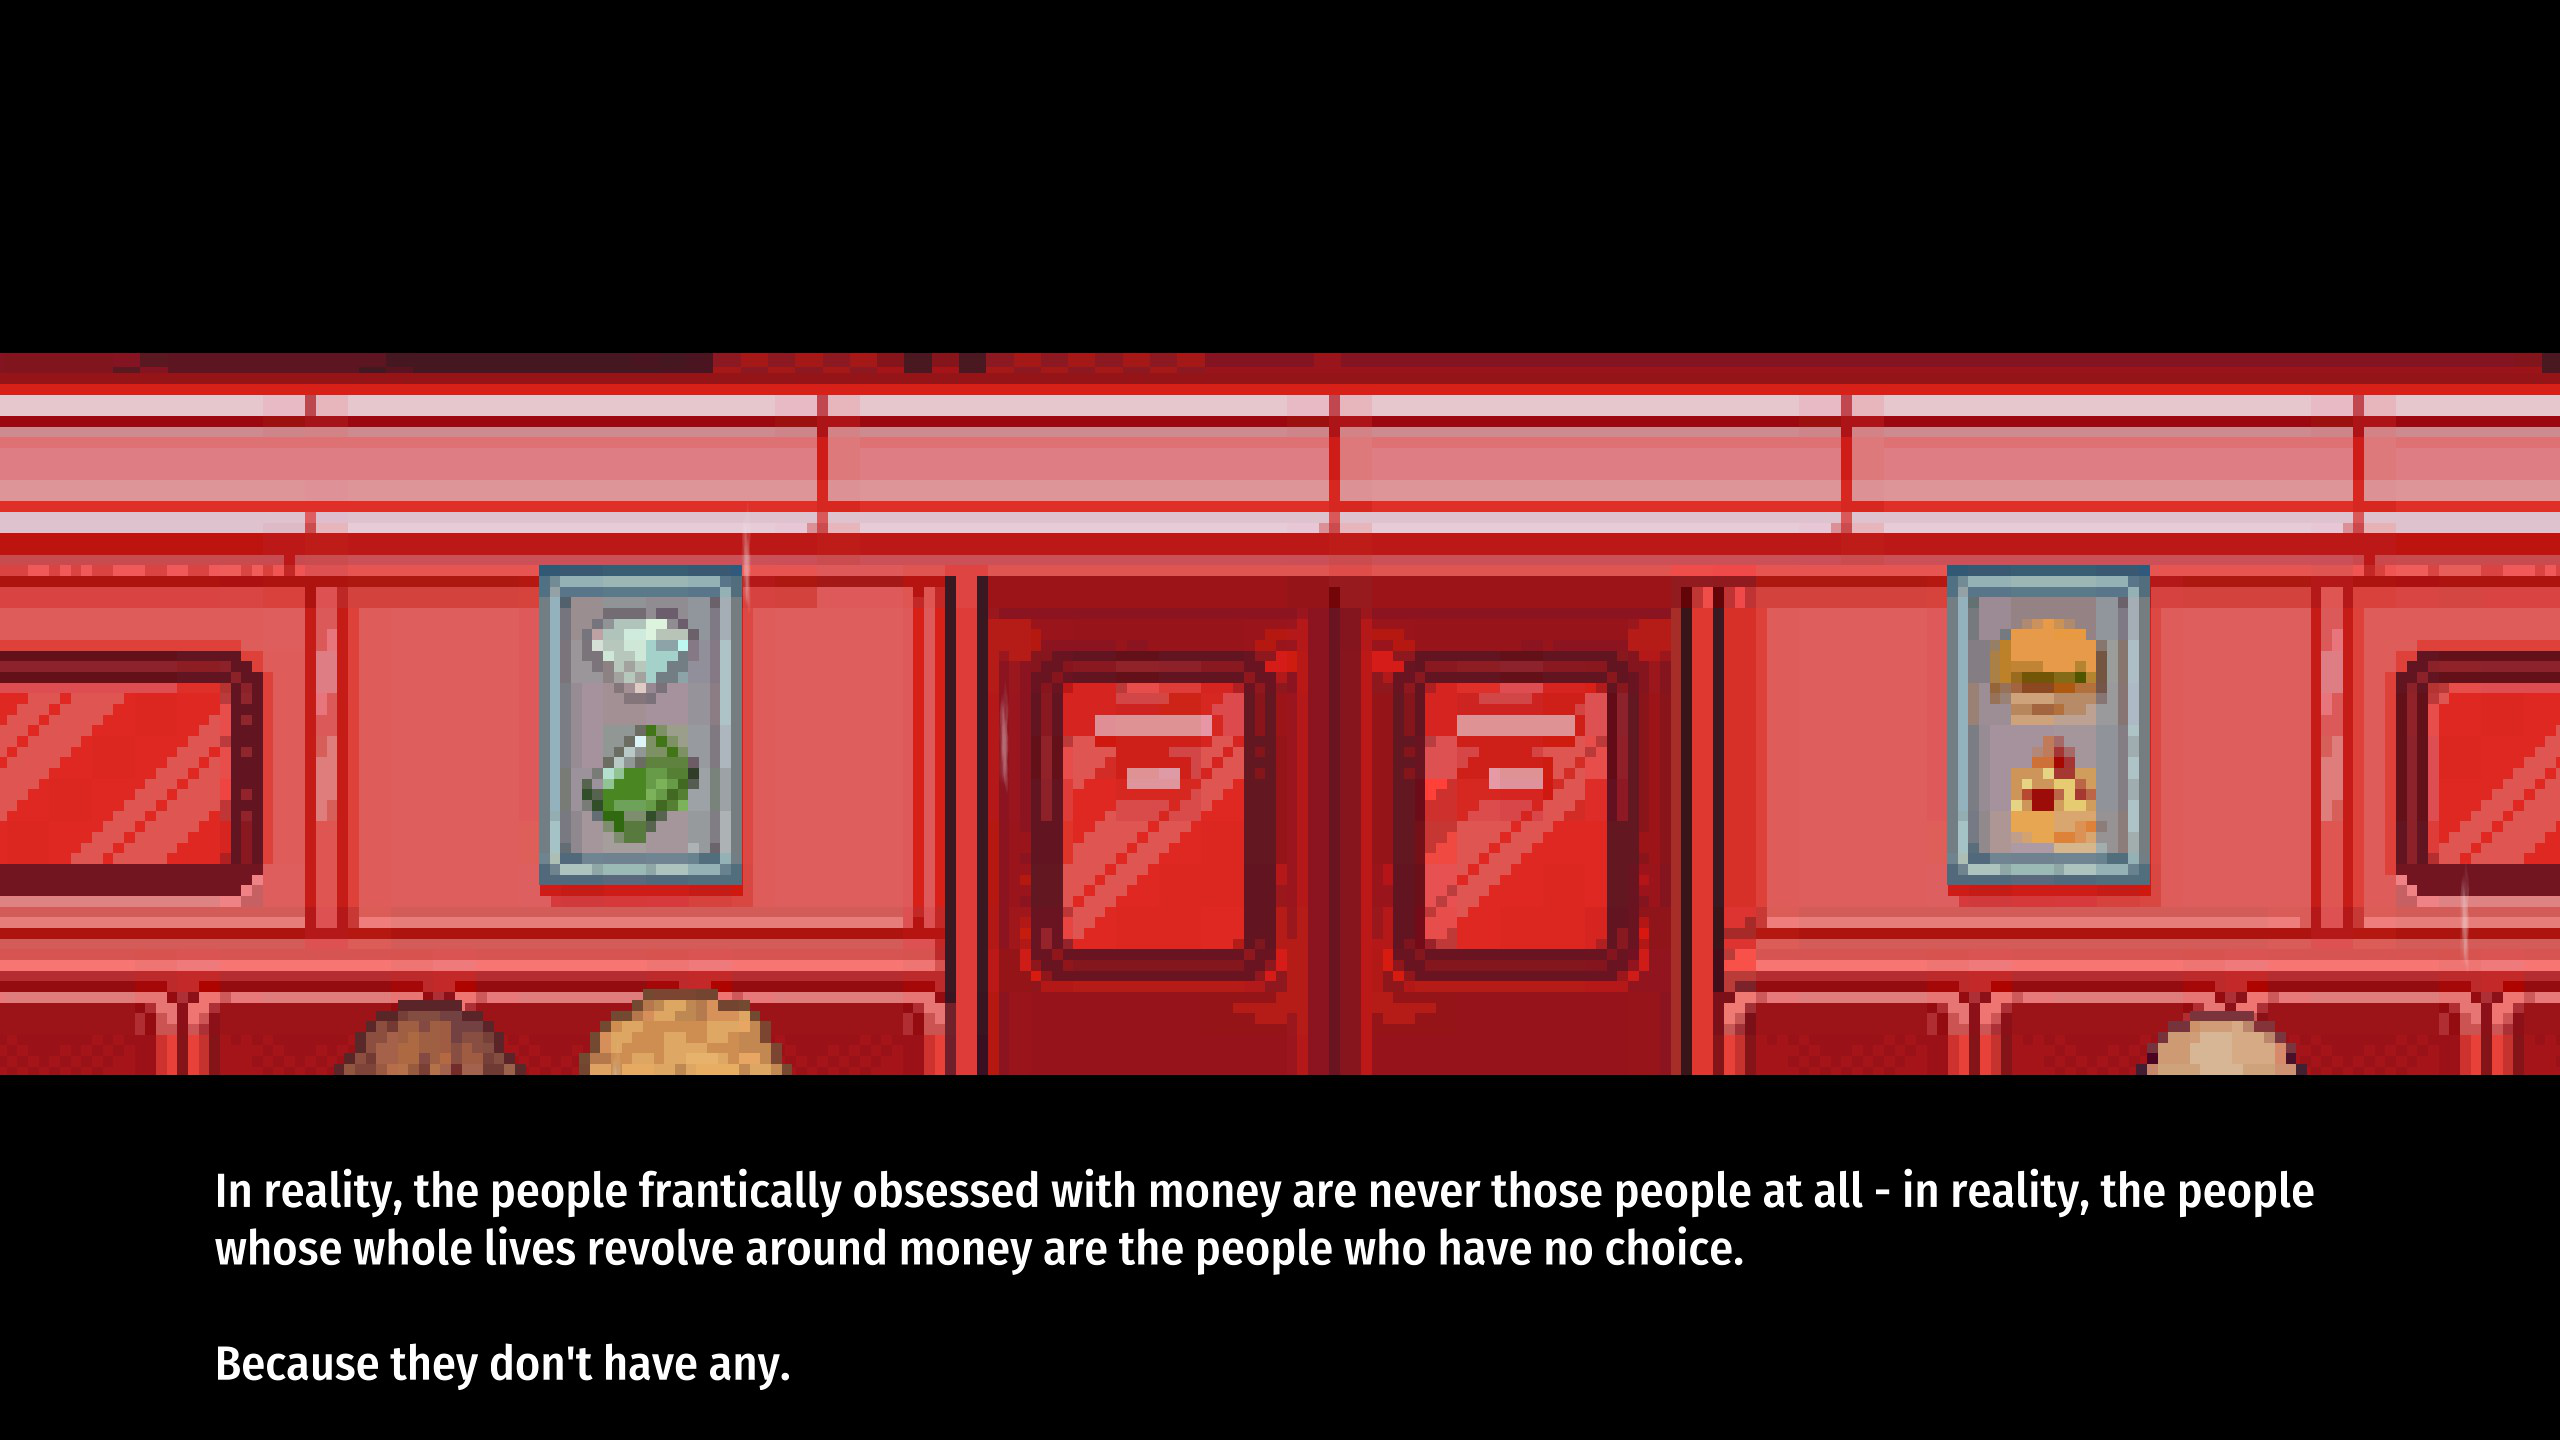 In reality, the people frantically obsessed with money are never those people at all - in reality, the people
whose whole lives revolve around money are the people who have no choice.
Because they don't have any.